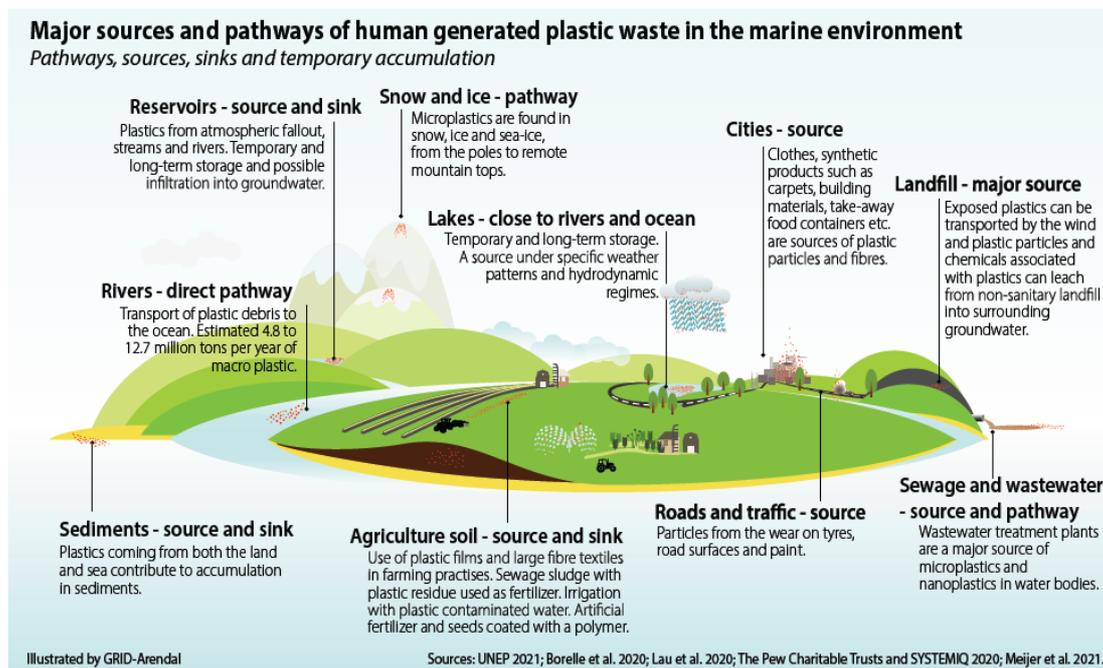 Major sources and pathways of human generated plastic waste in the marine environment
Pathways, sources, sinks and temporary accumulation
Reservoirs - source and sink
Plastics from atmospheric fallout,
streams and rivers. Temporary and
long-term storage and possible
infiltration into groundwater.
Snow and ice - pathway
Microplastics are found in
snow, ice and sea-ice,
from the poles to remote
mountain tops.
Cities - source
Clothes, synthetic
products such as
carpets, building
materials, take-away
food containers etc.
are sources of plastic
particles and fibres.
Landfill - major source
Exposed plastics can be
transported by the wind
and plastic particles and
chemicals associated
with plastics can leach
from non-sanitary landfill
into surrounding
groundwater.
Lakes - close to rivers and ocean
Temporary and long-term storage.
A source under specific weather
patterns and hydrodynamic
regimes.
Rivers - direct pathway
Transport of plastic debris to
the ocean. Estimated 4.8 to
12.7 million tons per year of
macro plastic.
Sediments - source and sink
Plastics coming from both the land
and sea contribute to accumulation
in sediments.
Agriculture soil - source and sink
Use of plastic films and large fibre textiles
in farming practises. Sewage sludge with
plastic residue used as fertilizer. Irrigation
with plastic contaminated water. Artificial
fertilizer and seeds coated with a polymer.
Roads and traffic - source
Particles from the wear on tyres,
road surfaces and paint.
Sewage and wastewater
- source and pathway
Wastewater treatment plants
are a major source of
microplastics and
nanoplastics in water bodies.
Illustrated by GRID-Arendal
Sources: UNEP 2021; Borelle et al. 2020; Lau et al. 2020; The Pew Charitable Trusts and SYSTEMIQ 2020; Meijer et al. 2021.